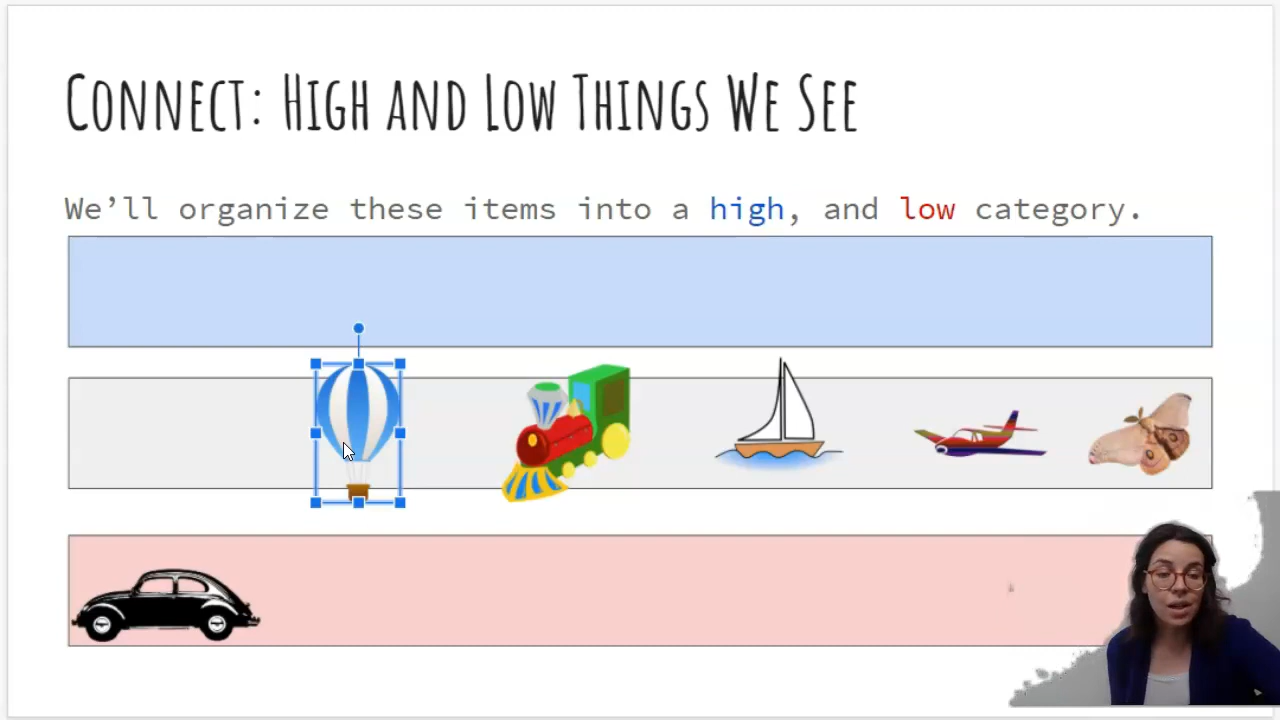 Connect: High and Low Things We See
We’ll organize these items into a high, and low category.